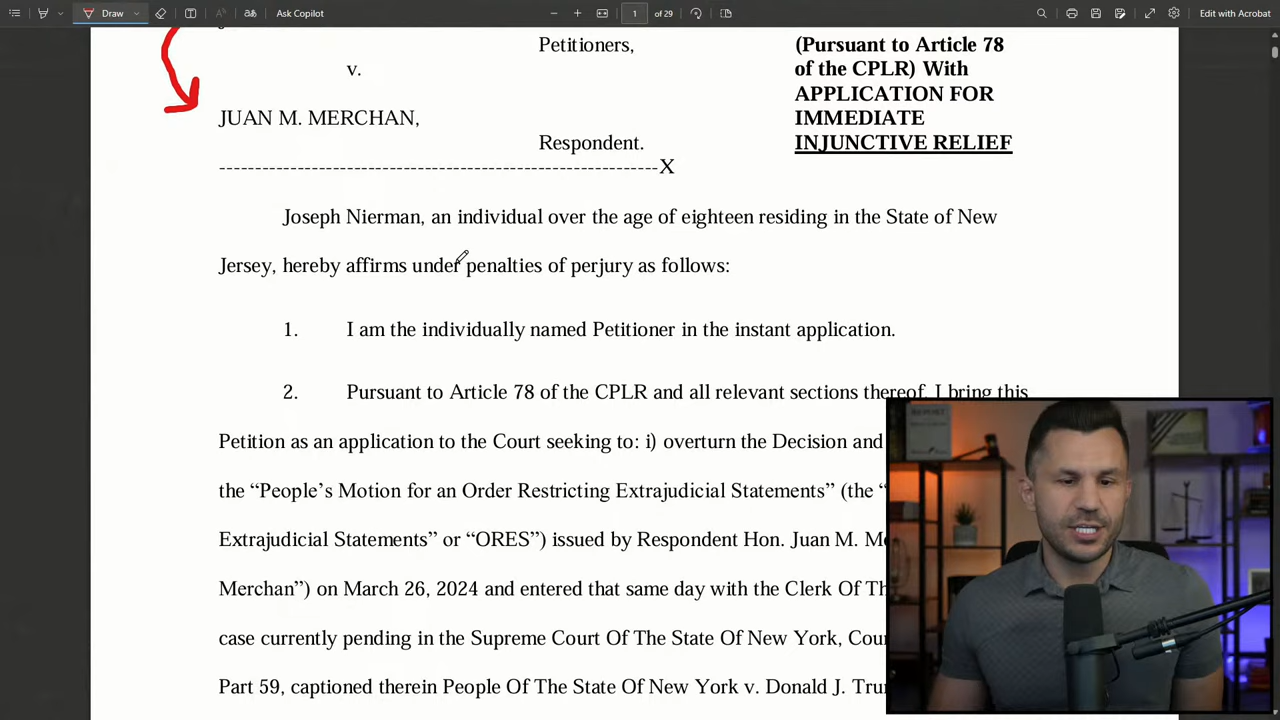 Draw
Ask Copilot
1
of 29
Edit with Acrobat
Petitioners,
v.
JUAN M. MERCHAN,
Respondent.
(Pursuant to Article 78
of the CPLR) With
APPLICATION FOR
IMMEDIATE
INJUNCTIVE RELIEF
---------------------------------------------------------------X
Joseph Nierman, an individual over the age of eighteen residing in the State of New
Jersey, hereby affirms under penalties of perjury as follows:
1. I am the individually named Petitioner in the instant application.
2. Pursuant to Article 78 of the CPLR and all relevant sections thereof, I bring this
Petition as an application to the Court seeking to: i) overturn the Decision and
the “People’s Motion for an Order Restricting Extrajudicial Statements” (the “
Extrajudicial Statements” or “ORES”) issued by Respondent Hon. Juan M.
Merchan”) on March 26, 2024 and entered that same day with the Clerk Of
case currently pending in the Supreme Court Of The State Of New York,
Part 59, captioned therein People Of The State Of New York v. Donald J.